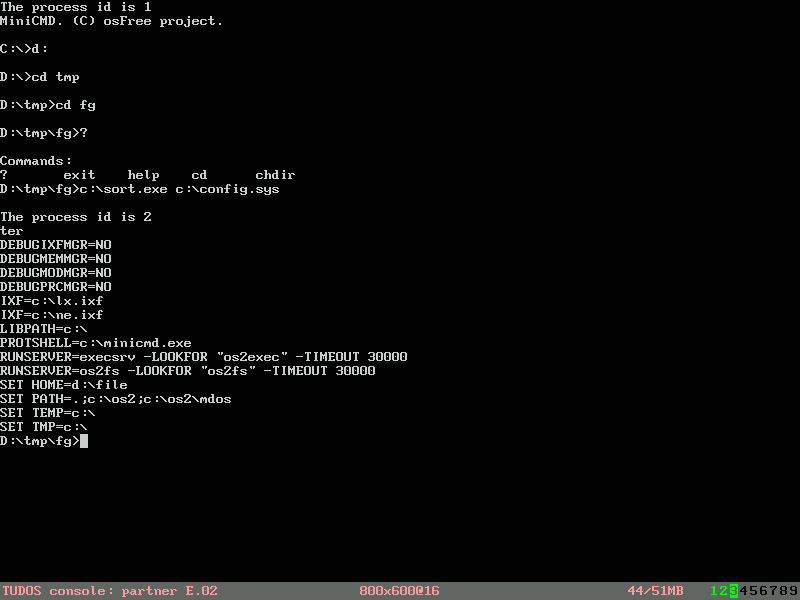 The process id is 1
MiniCMD. (C) osFree project.
C:\>d:
D:\>cd tmp
D:\tmp>cd fg
D:\tmp\fg>?
Commands:
? exit help cd chdir
D:\tmp\fg>c:\sort.exe c:\config.sys
The process id is 2
ter
DEBUGIXFMGR=NO
DEBUGMEMMGR=NO
DEBUGMODMGR=NO
DEBUGPRCMGR=NO
IXF=c:\lx.ixf
IXF=c:\ne.ixf
LIBPATH=c:\
PROTSHELL=c:\minicmd.exe
RUNSERVER=execsrv -LOOKFOR "os2exec" -TIMEOUT 30000
RUNSERVER=os2fs -LOOKFOR "os2fs" -TIMEOUT 30000
SET HOME=d:\file
SET PATH=.;c:\os2;c:\os2\mdos
SET TEMP=c:\
SET TMP=c:\
D:\tmp\fg>
TUDOS console: partner E.02 800x600@16 44/51MB 123456789